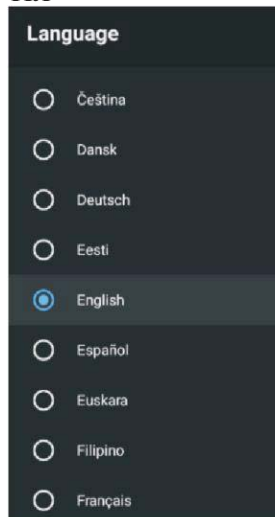 Language
Čeština
Dansk
Deutsch
Eesti
English
Español
Euskara
Filipino
Français